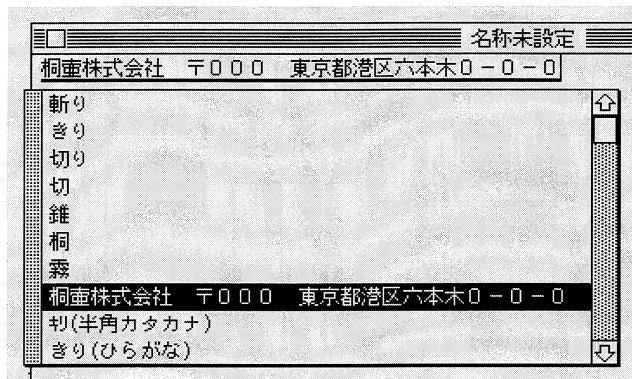 名称未設定
桐壷株式会社　〒０００　東京都港区六本木０－０－０
斬り
きり
切り
切
錐
桐
霧
桐壷株式会社　〒０００　東京都港区六本木０－０－０
ｷﾘ(半角カタカナ)
きり(ひらがな)